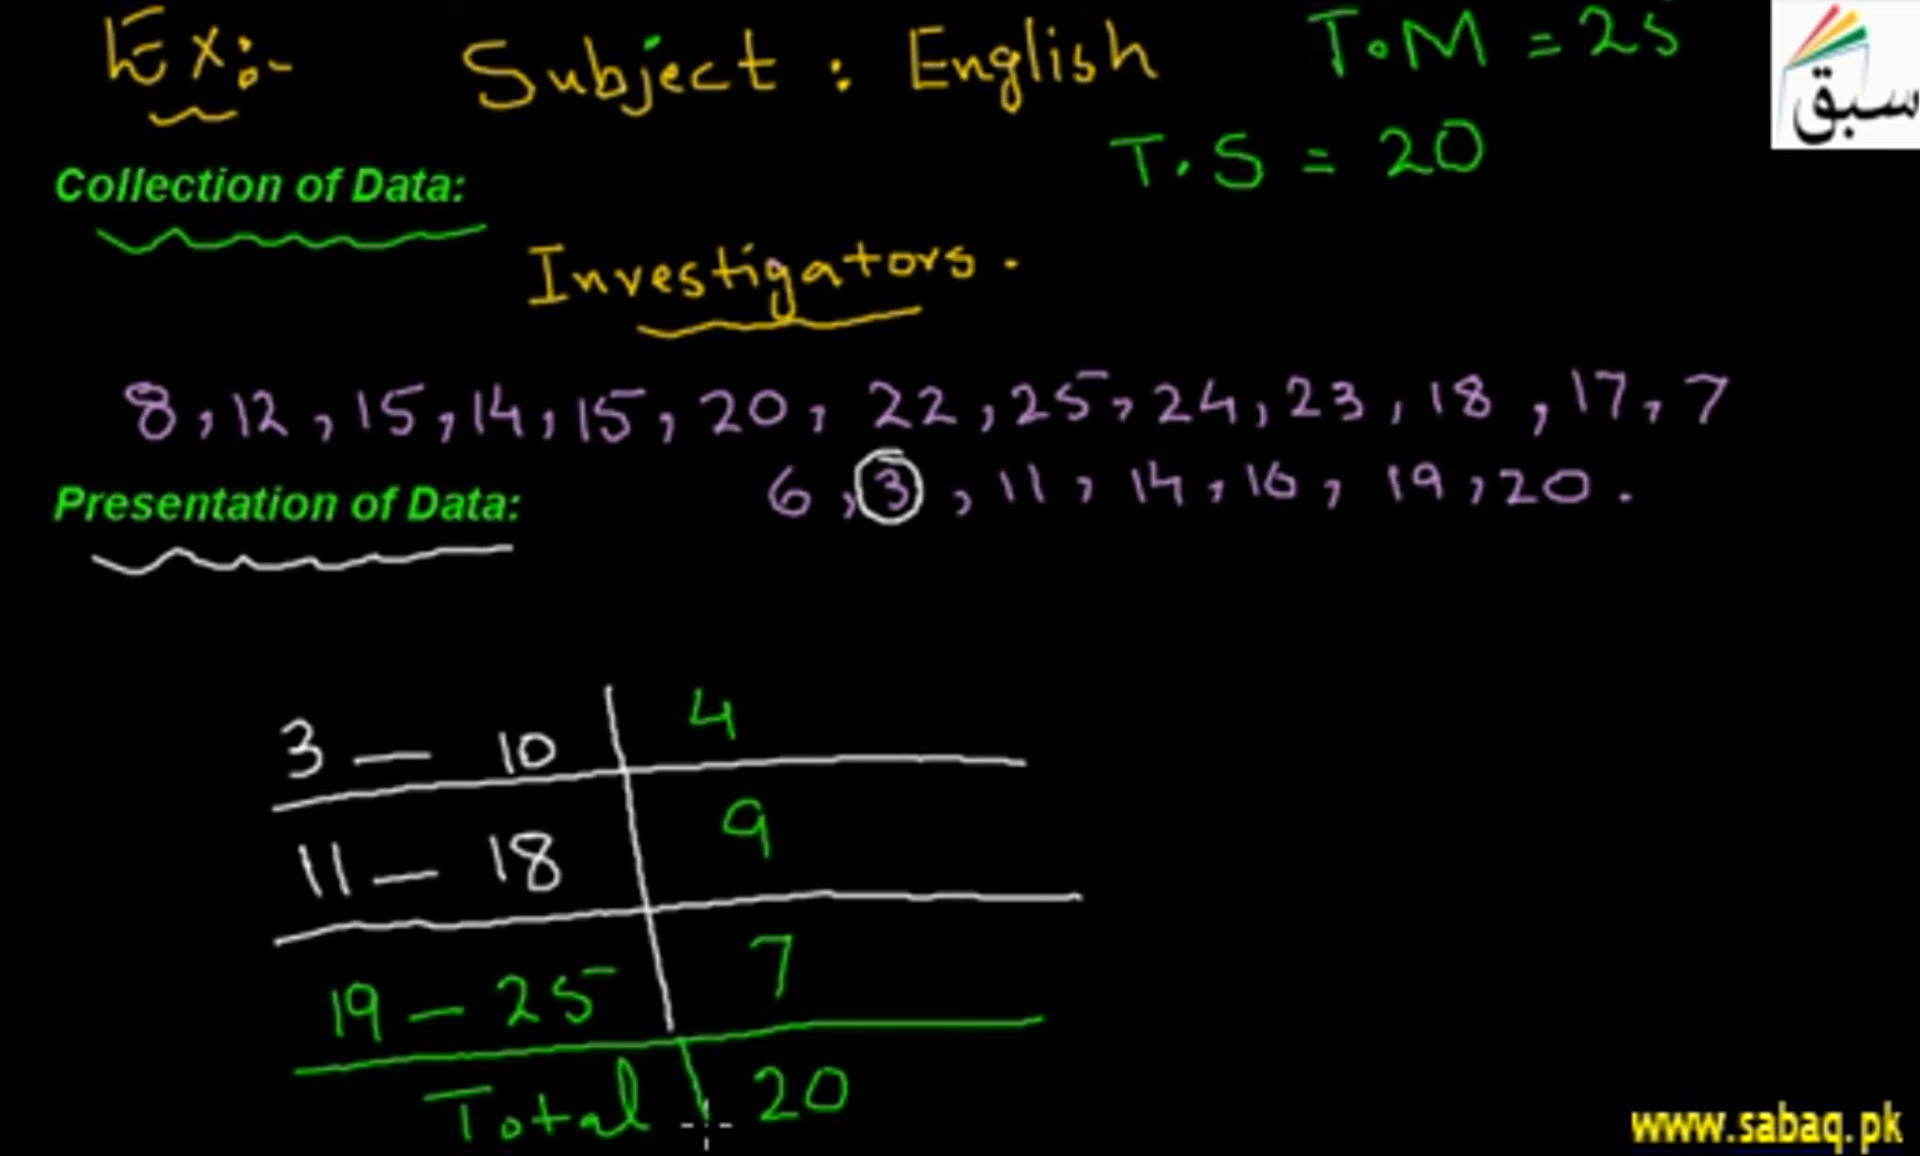 Ex:- Subject : English T.M = 25
سبق
T.S = 20
Collection of Data:
Investigators.
8, 12, 15, 14, 15, 20, 22, 25, 24, 23, 18, 17, 7
6, 3, 11, 14, 16, 19, 20.
Presentation of Data:
3 — 10 4
11 — 18 9
19 — 25 7
Total 20
www.sabaq.pk